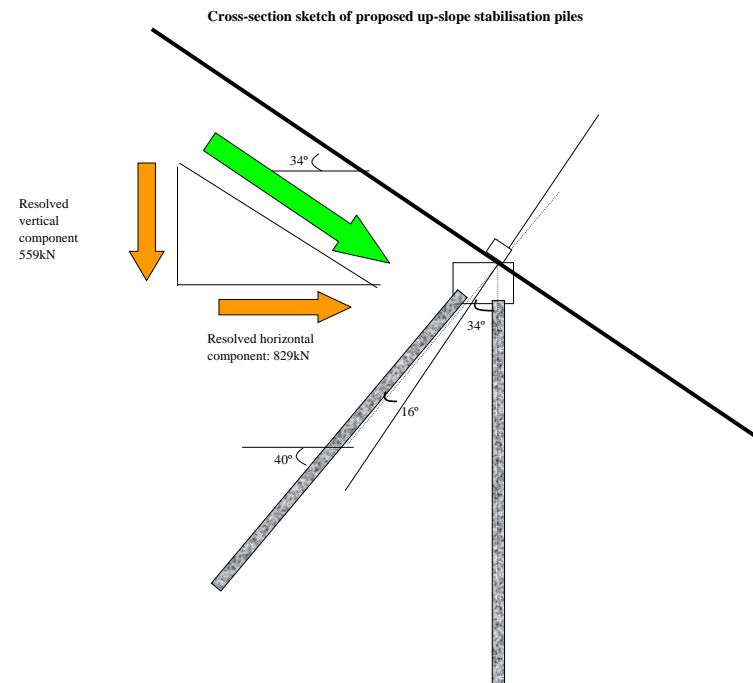 Cross-section sketch of proposed up-slope stabilisation piles
34º
Resolved
vertical
component
559kN
Resolved horizontal
component: 829kN
34º
16º
40º